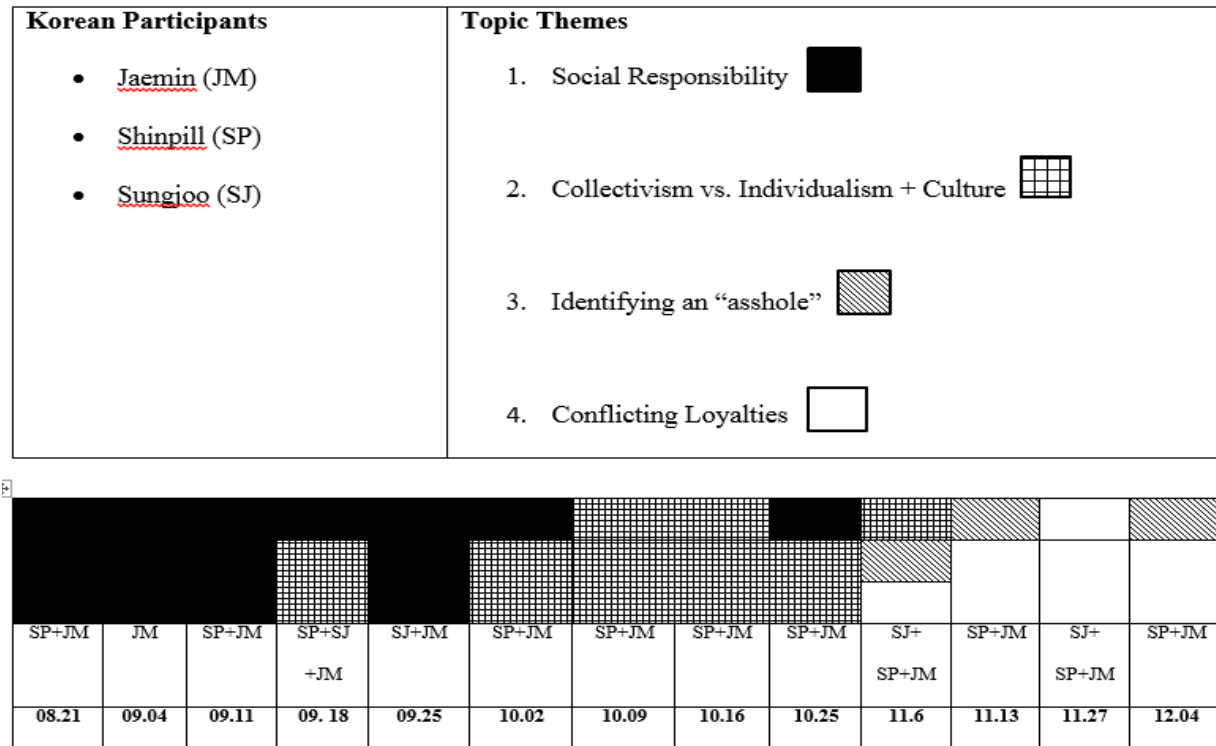 Korean Participants
• Jaemin (JM)
• Shinpill (SP)
• Sungjoo (SJ)
Topic Themes
1. Social Responsibility
2. Collectivism vs. Individualism + Culture
3. Identifying an “asshole”
4. Conflicting Loyalties
SP+JM JM SP+JM SP+SJ SJ+JM SP+JM SP+JM SP+JM SP+JM SJ+ SP+JM SJ+ SP+JM
+JM SP+JM SP+JM
08.21 09.04 09.11 09. 18 09.25 10.02 10.09 10.16 10.25 11.6 11.13 11.27 12.04